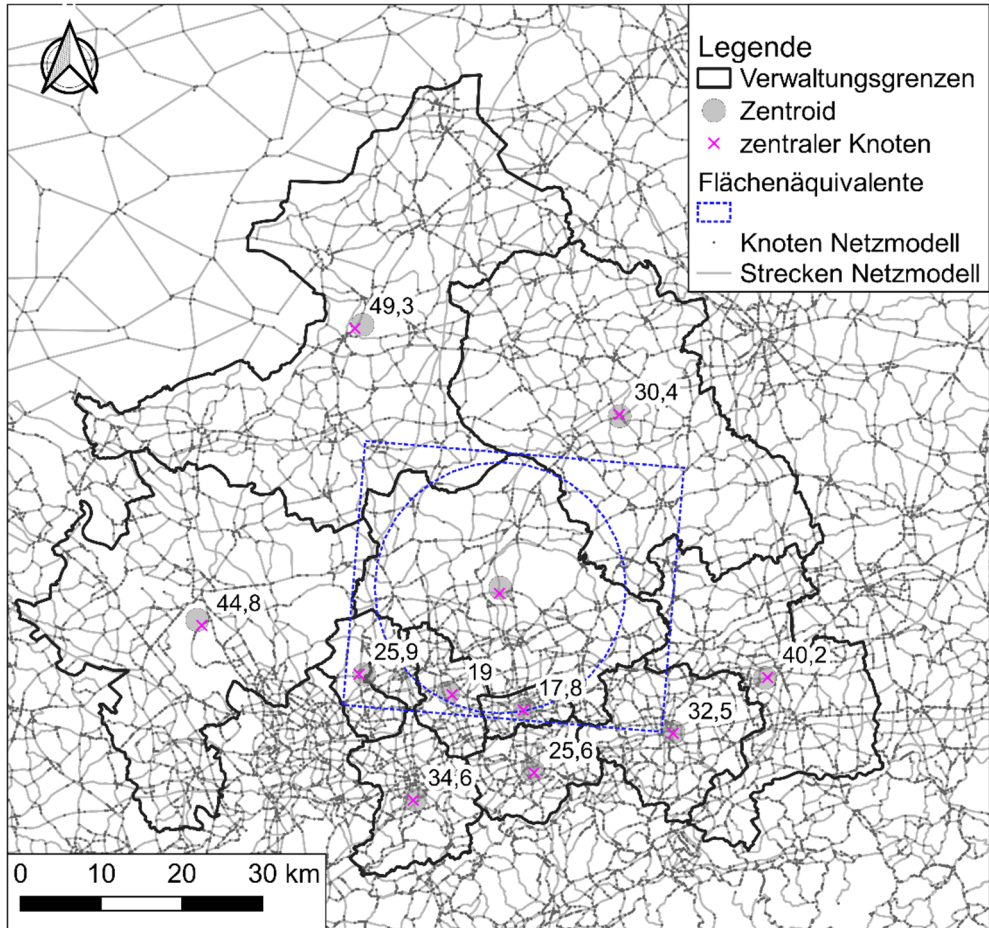 Legende
Verwaltungsgrenzen
Zentroid
zentraler Knoten
Flächenäquivalente
Knoten Netzmodell
Strecken Netzmodell
49,3
30,4
44,8
25,9
19
17,8
40,2
32,5
25,6
34,6
0 10 20 30 km